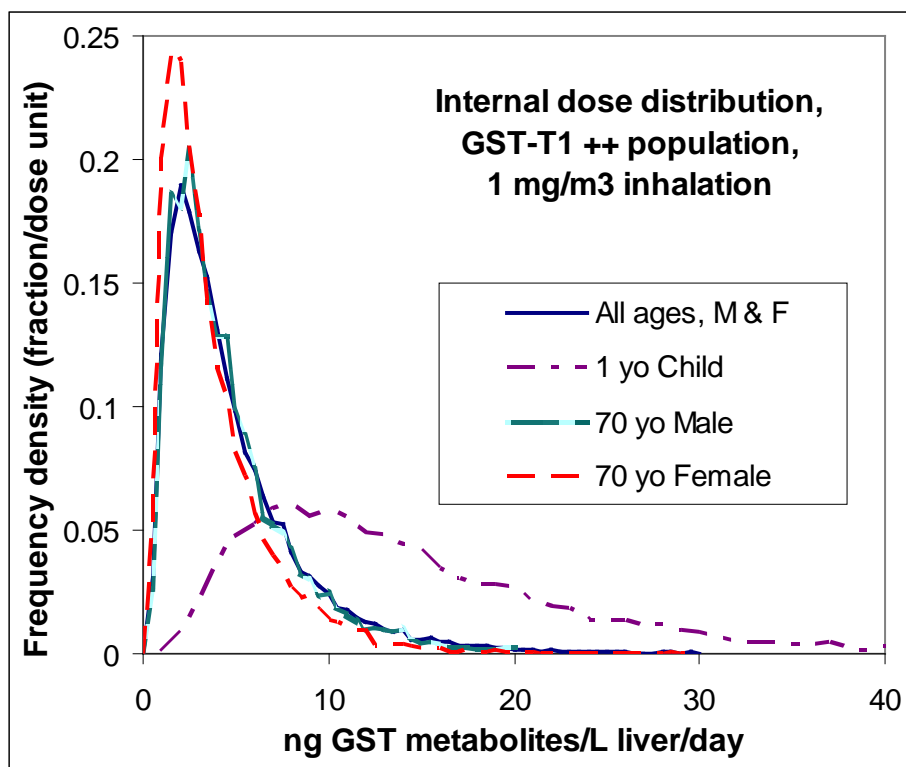 Internal dose distribution,
GST-T1 ++ population,
1 mg/m3 inhalation
Frequency density (fraction/dose unit)
0.25
0.2
0.15
0.1
0.05
0
All ages, M & F
1 yo Child
70 yo Male
70 yo Female
0 10 20 30 40
ng GST metabolites/L liver/day